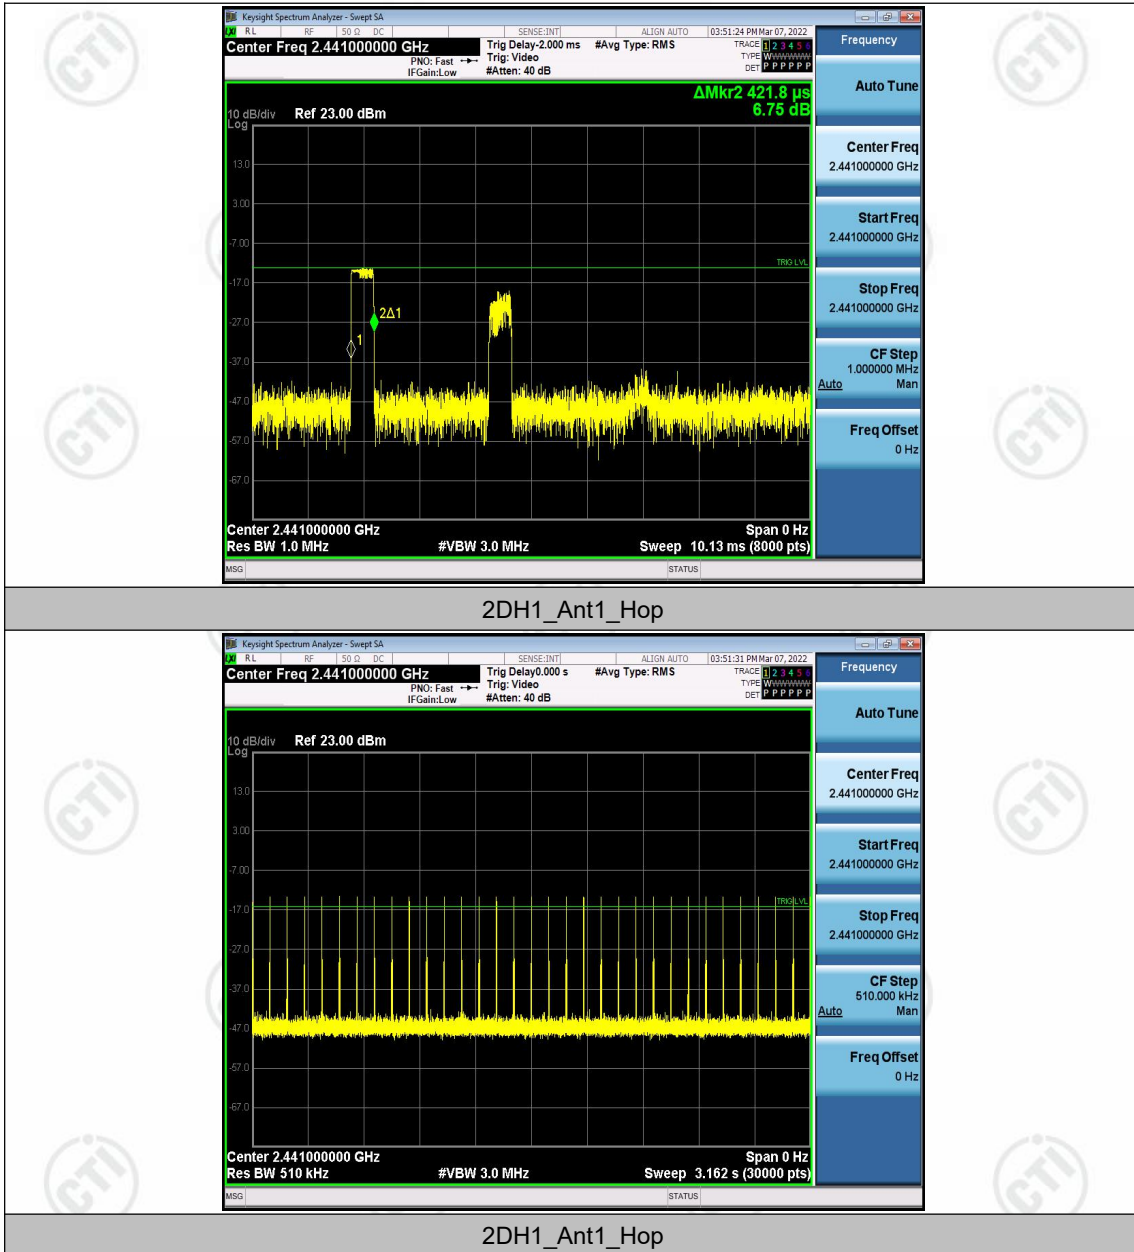 Keysight Spectrum Analyzer - Swept SA
LXI RL RF 50 Ω DC SENSE:INT ALIGN AUTO 03:51:24 PM Mar 07, 2022
Center Freq 2.441000000 GHz Trig Delay-2.000 ms #Avg Type: RMS TRACE 1 2 3 4 5 6
PNO: Fast Trig: Video TYPE WWWWWW
IFGain:Low #Atten: 40 dB DET P P P P P P
Frequency
Auto Tune
Center Freq
2.441000000 GHz
Start Freq
2.441000000 GHz
Stop Freq
2.441000000 GHz
CF Step
1.000000 MHz
Auto Man
Freq Offset
0 Hz
ΔMkr2 421.8 µs
6.75 dB
10 dB/div Ref 23.00 dBm
Log
13.0
3.00
-7.00
TRIG LVL
-17.0
2Δ1
-27.0
1
-37.0
-47.0
-57.0
-67.0
Center 2.441000000 GHz Span 0 Hz
Res BW 1.0 MHz #VBW 3.0 MHz Sweep 10.13 ms (8000 pts)
MSG STATUS
2DH1_Ant1_Hop
Keysight Spectrum Analyzer - Swept SA
LXI RL RF 50 Ω DC SENSE:INT ALIGN AUTO 03:51:31 PM Mar 07, 2022
Center Freq 2.441000000 GHz Trig Delay0.000 s #Avg Type: RMS TRACE 1 2 3 4 5 6
PNO: Fast Trig: Video TYPE WWWWWW
IFGain:Low #Atten: 40 dB DET P P P P P P
Frequency
Auto Tune
Center Freq
2.441000000 GHz
Start Freq
2.441000000 GHz
Stop Freq
2.441000000 GHz
CF Step
510.000 kHz
Auto Man
Freq Offset
0 Hz
10 dB/div Ref 23.00 dBm
Log
13.0
3.00
-7.00
TRIG LVL
-17.0
-27.0
-37.0
-47.0
-57.0
-67.0
Center 2.441000000 GHz Span 0 Hz
Res BW 510 kHz #VBW 3.0 MHz Sweep 3.162 s (30000 pts)
MSG STATUS
2DH1_Ant1_Hop
CTI
CTI
CTI
CTI
CTI
CTI
CTI
CTI